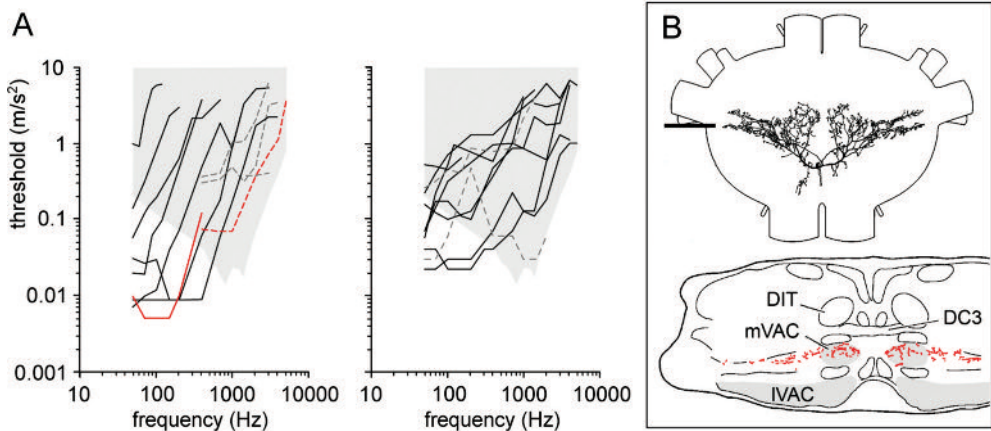 A
threshold (m/s²)
10
1
0.1
0.01
0.001
10 100 1000 10000
frequency (Hz)
10 100 1000 10000
frequency (Hz)
B
DIT
mVAC
DC3
lVAC